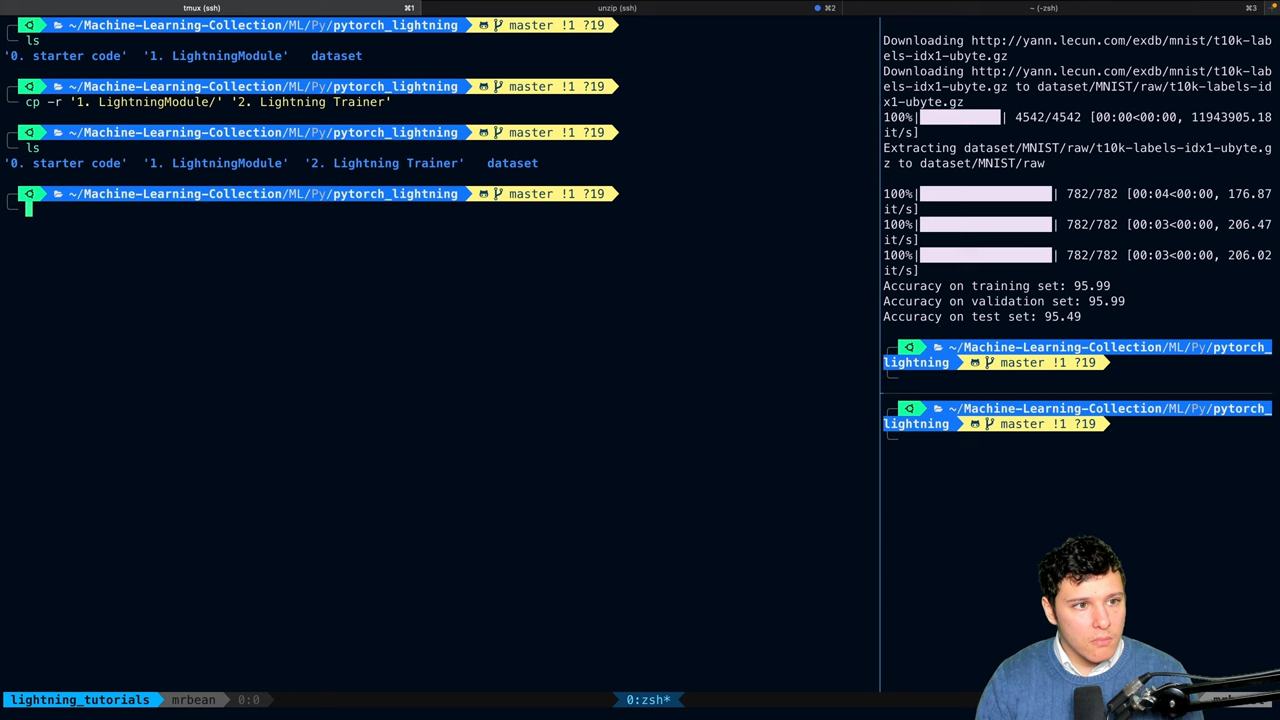 tmux (ssh) ⌘1 unzip (ssh) ⌘2 ~ (-zsh) ⌘3
~/Machine-Learning-Collection/ML/Py/pytorch_lightning master !1 ?19
ls
'0. starter code' '1. LightningModule' dataset
~/Machine-Learning-Collection/ML/Py/pytorch_lightning master !1 ?19
cp -r '1. LightningModule/' '2. Lightning Trainer'
~/Machine-Learning-Collection/ML/Py/pytorch_lightning master !1 ?19
ls
'0. starter code' '1. LightningModule' '2. Lightning Trainer' dataset
~/Machine-Learning-Collection/ML/Py/pytorch_lightning master !1 ?19
Downloading http://yann.lecun.com/exdb/mnist/t10k-lab
els-idx1-ubyte.gz
Downloading http://yann.lecun.com/exdb/mnist/t10k-lab
els-idx1-ubyte.gz to dataset/MNIST/raw/t10k-labels-id
x1-ubyte.gz
100%| | 4542/4542 [00:00<00:00, 11943905.18
it/s]
Extracting dataset/MNIST/raw/t10k-labels-idx1-ubyte.g
z to dataset/MNIST/raw
100%| | 782/782 [00:04<00:00, 176.87
it/s]
100%| | 782/782 [00:03<00:00, 206.47
it/s]
100%| | 782/782 [00:03<00:00, 206.02
it/s]
Accuracy on training set: 95.99
Accuracy on validation set: 95.99
Accuracy on test set: 95.49
~/Machine-Learning-Collection/ML/Py/pytorch_
lightning master !1 ?19
~/Machine-Learning-Collection/ML/Py/pytorch_
lightning master !1 ?19
lightning_tutorials mrbean 0:0 0:zsh*